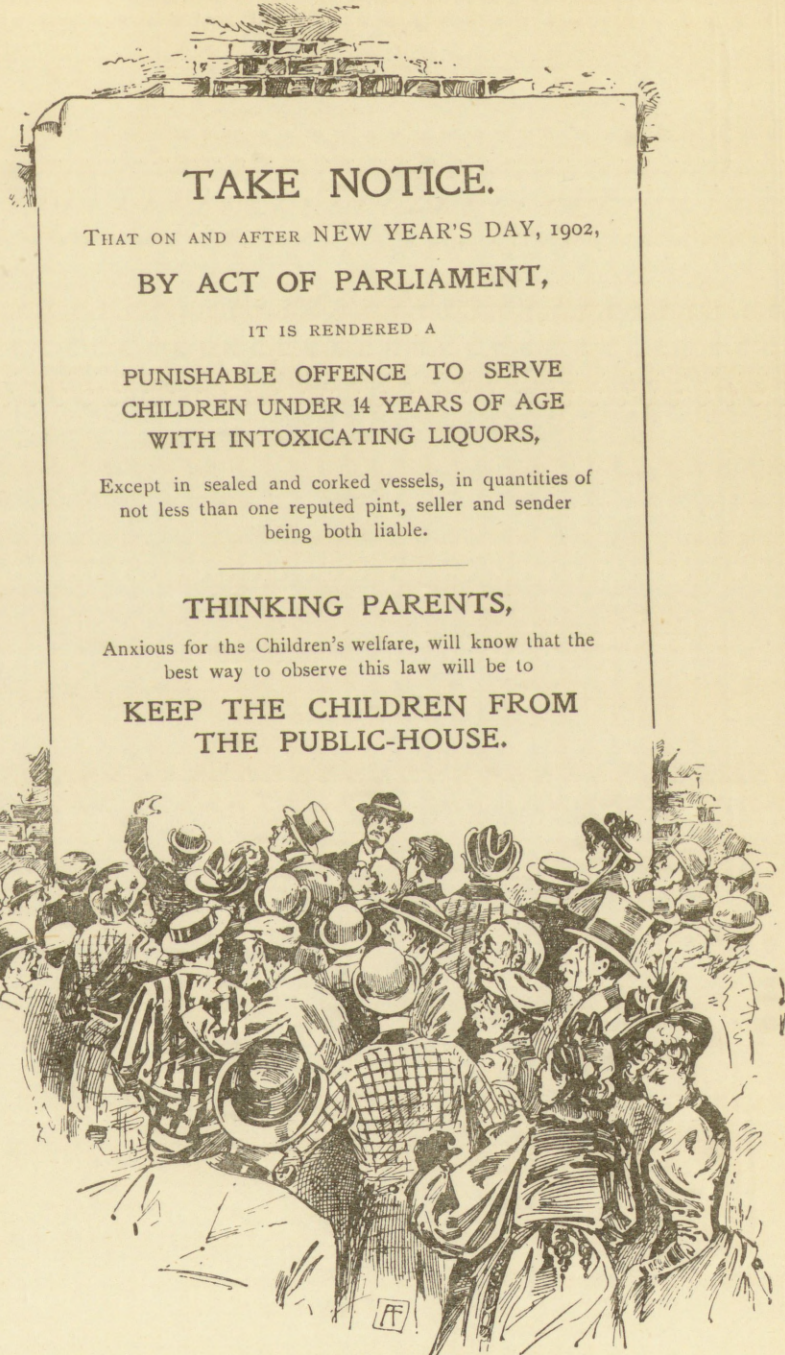 TAKE NOTICE.
THAT ON AND AFTER NEW YEAR'S DAY, 1902,
BY ACT OF PARLIAMENT,
IT IS RENDERED A
PUNISHABLE OFFENCE TO SERVE
CHILDREN UNDER 14 YEARS OF AGE
WITH INTOXICATING LIQUORS,
Except in sealed and corked vessels, in quantities of
not less than one reputed pint, seller and sender
being both liable.
THINKING PARENTS,
Anxious for the Children's welfare, will know that the
best way to observe this law will be to
KEEP THE CHILDREN FROM
THE PUBLIC-HOUSE.